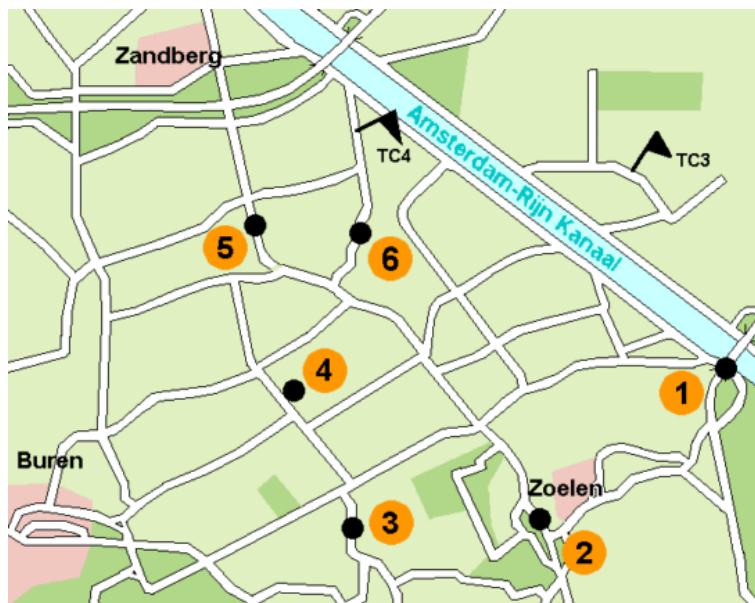 Zandberg
TC4
Amsterdam-Rijn Kanaal
TC3
5
6
4
1
Buren
Zoelen
3
2